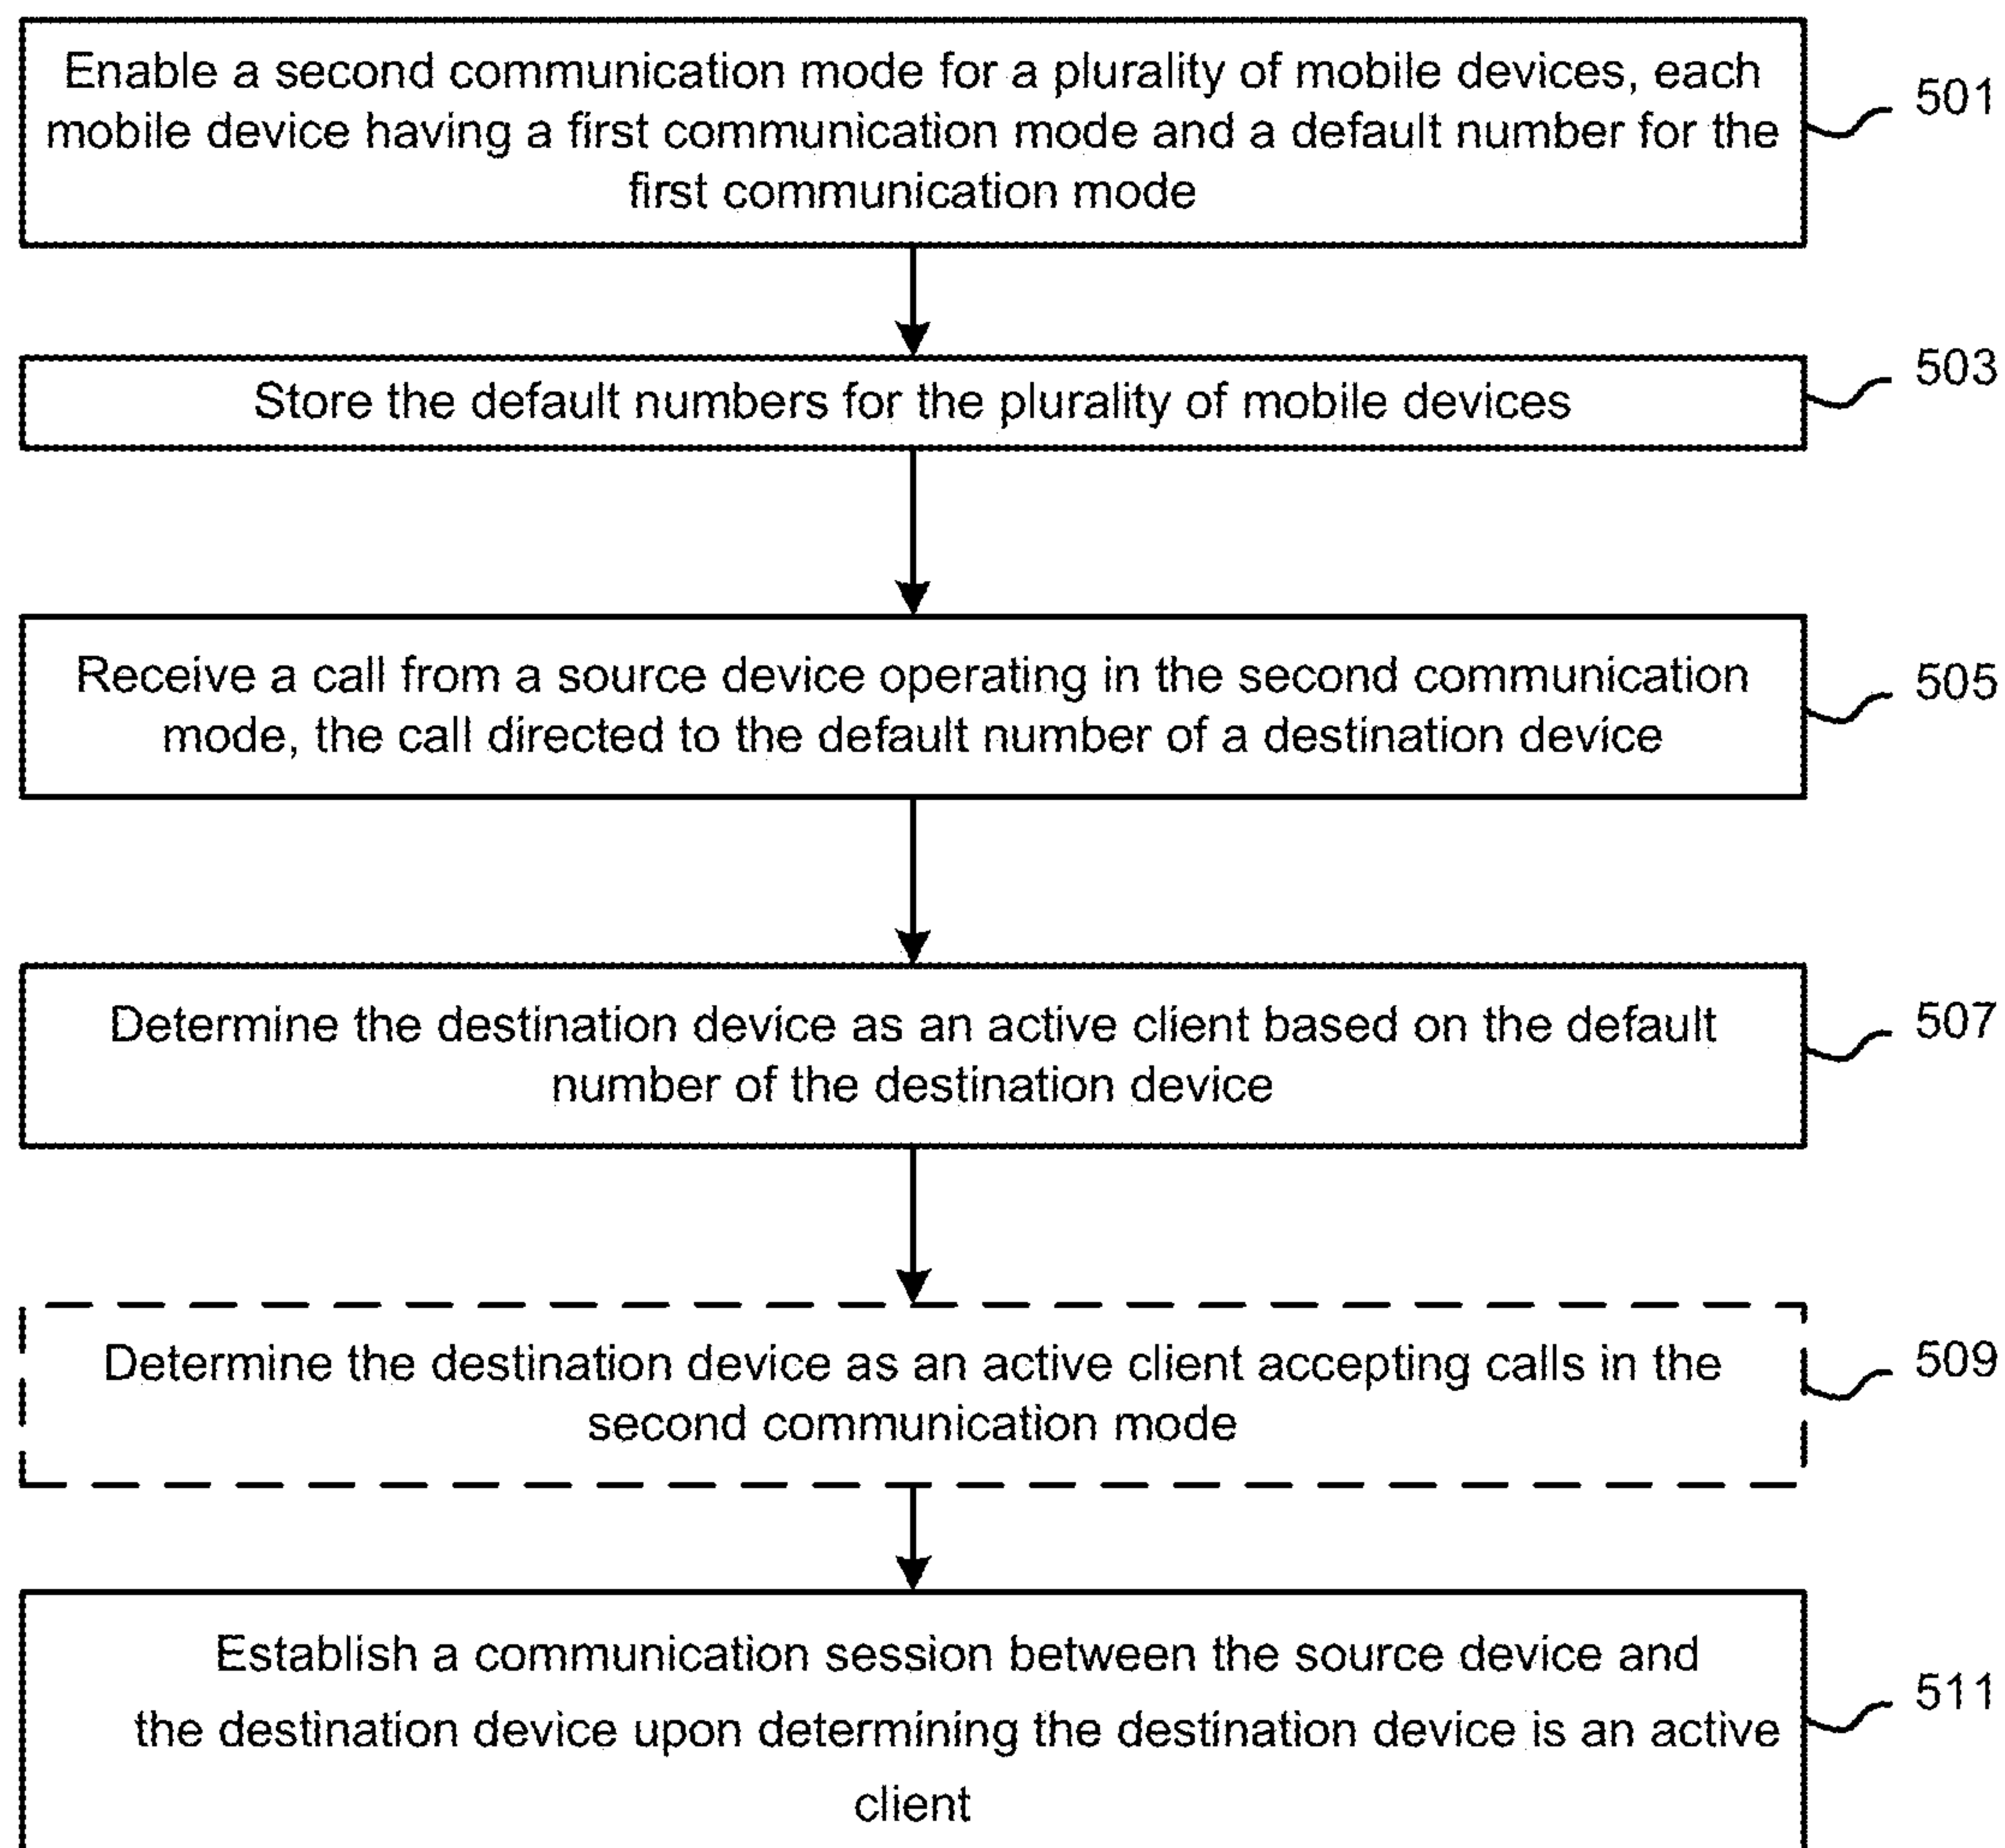 Enable a second communication mode for a plurality of mobile devices, each
mobile device having a first communication mode and a default number for the
first communication mode
501
Store the default numbers for the plurality of mobile devices
503
Receive a call from a source device operating in the second communication
mode, the call directed to the default number of a destination device
505
Determine the destination device as an active client based on the default
number of the destination device
507
Determine the destination device as an active client accepting calls in the
second communication mode
509
Establish a communication session between the source device and
the destination device upon determining the destination device is an active
client
511